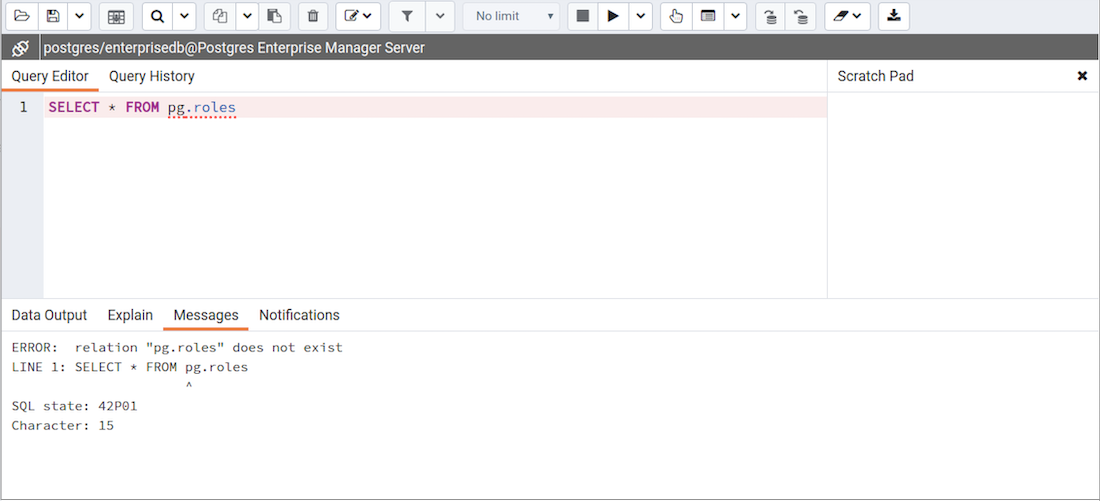 No limit
postgres/enterprisedb@Postgres Enterprise Manager Server
Query Editor Query History
Scratch Pad
1 SELECT * FROM pg.roles
Data Output Explain Messages Notifications
ERROR:  relation "pg.roles" does not exist
LINE 1: SELECT * FROM pg.roles
^
SQL state: 42P01
Character: 15